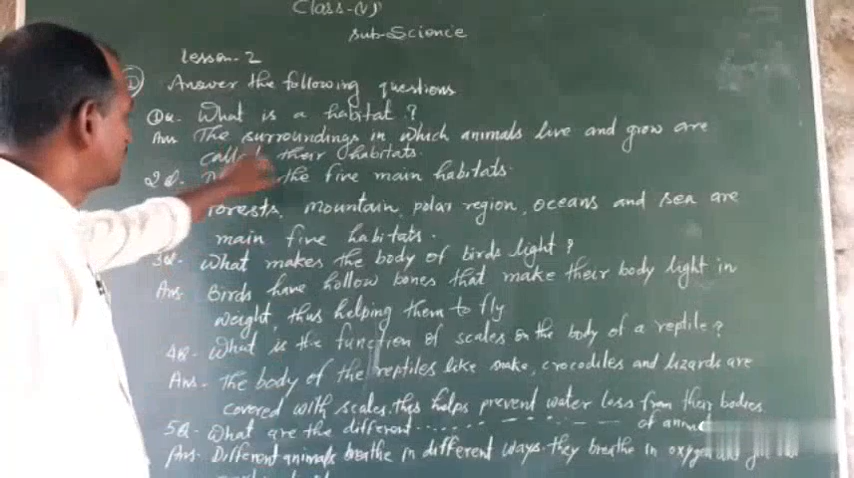 Class-(V)
sub-Science
Lesson-2
Answer the following questions
1Q. What is a habitat?
Ans The surroundings in which animals live and grow are
called their habitats.
2Q. the five main habitats.
forests, mountain, polar region, oceans and sea are
main five habitats.
3Q. What makes the body of birds light?
Ans. Birds have hollow bones that make their body light in
weight, thus helping them to fly
4Q- What is the function of scales on the body of a reptile?
Ans- The body of the reptiles like snake, crocodiles and lizards are
covered with scales. This helps prevent water loss from their bodies.
5Q- What are the different .......... of
Ans- Different animals breathe in different ways. they breathe in